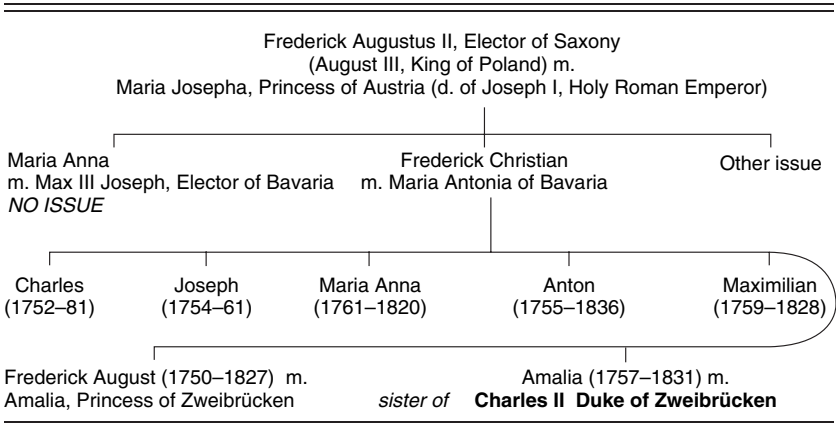 Frederick Augustus II, Elector of Saxony
(August III, King of Poland) m.
Maria Josepha, Princess of Austria (d. of Joseph I, Holy Roman Emperor)
Maria Anna
m. Max III Joseph, Elector of Bavaria
NO ISSUE
Frederick Christian
m. Maria Antonia of Bavaria
Other issue
Charles
(1752–81)
Joseph
(1754–61)
Maria Anna
(1761–1820)
Anton
(1755–1836)
Maximilian
(1759–1828)
Frederick August (1750–1827) m.
Amalia, Princess of Zweibrücken
sister of
Amalia (1757–1831) m.
Charles II Duke of Zweibrücken